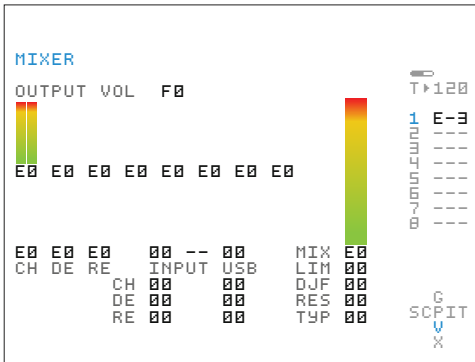 MIXER
OUTPUT VOL F0
T▸120
1 E-3
2 ---
3 ---
4 ---
5 ---
6 ---
7 ---
8 ---
E0 E0 E0 E0 E0 E0 E0 E0
E0 E0 E0 00 -- 00 MIX E0
CH DE RE INPUT USB LIM 00
CH 00 00 DJF 00
DE 00 00 RES 00
RE 00 00 TYP 00
G
SCPIT
V
X